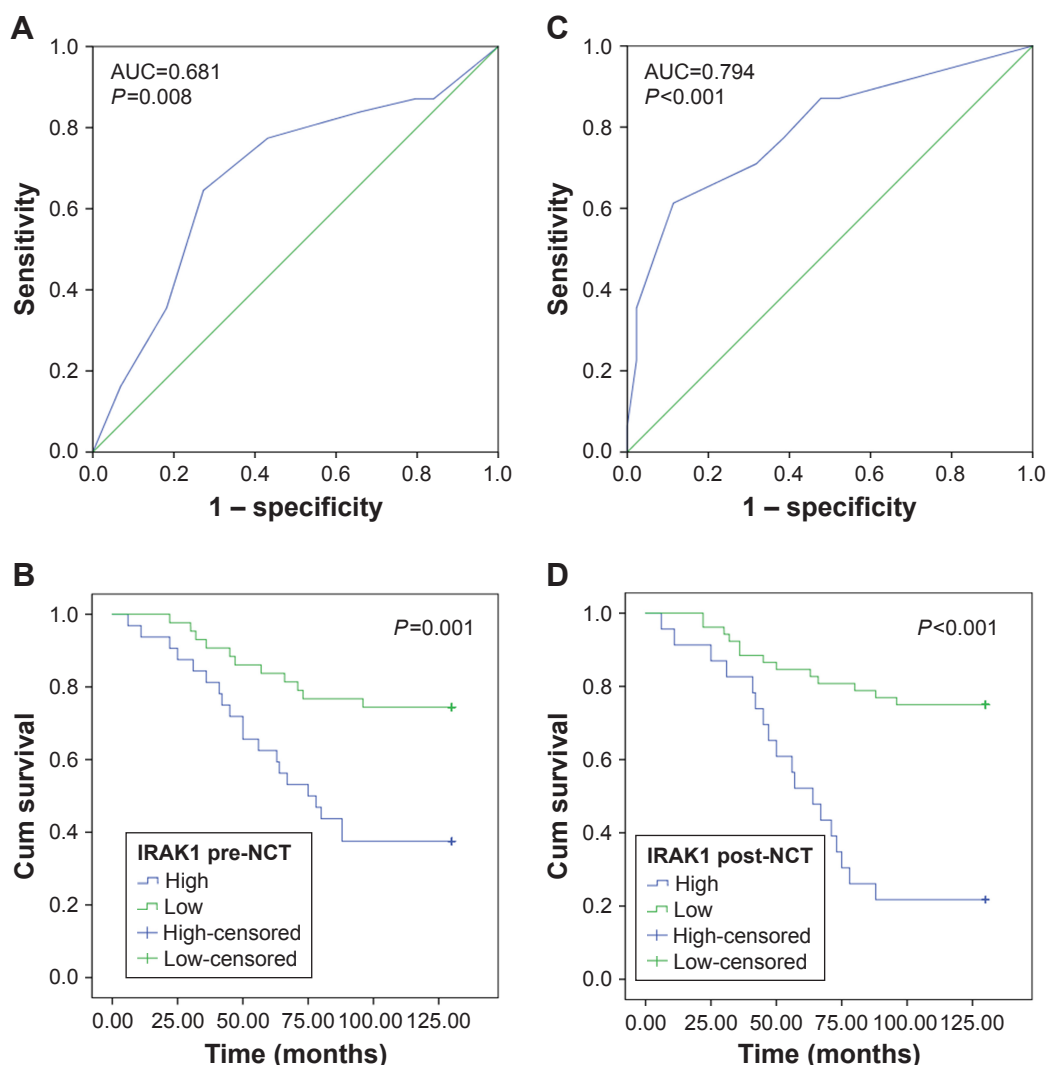 A
AUC=0.681
P=0.008
Sensitivity
1.0
0.8
0.6
0.4
0.2
0.0
0.0 0.2 0.4 0.6 0.8 1.0
1 – specificity
C
AUC=0.794
P<0.001
Sensitivity
1.0
0.8
0.6
0.4
0.2
0.0
0.0 0.2 0.4 0.6 0.8 1.0
1 – specificity
B
P=0.001
Cum survival
1.0
0.8
0.6
0.4
0.2
0.0
IRAK1 pre-NCT
High
Low
High-censored
Low-censored
0.00 25.00 50.00 75.00 100.00 125.00
Time (months)
D
P<0.001
Cum survival
1.0
0.8
0.6
0.4
0.2
0.0
IRAK1 post-NCT
High
Low
High-censored
Low-censored
0.00 25.00 50.00 75.00 100.00 125.00
Time (months)